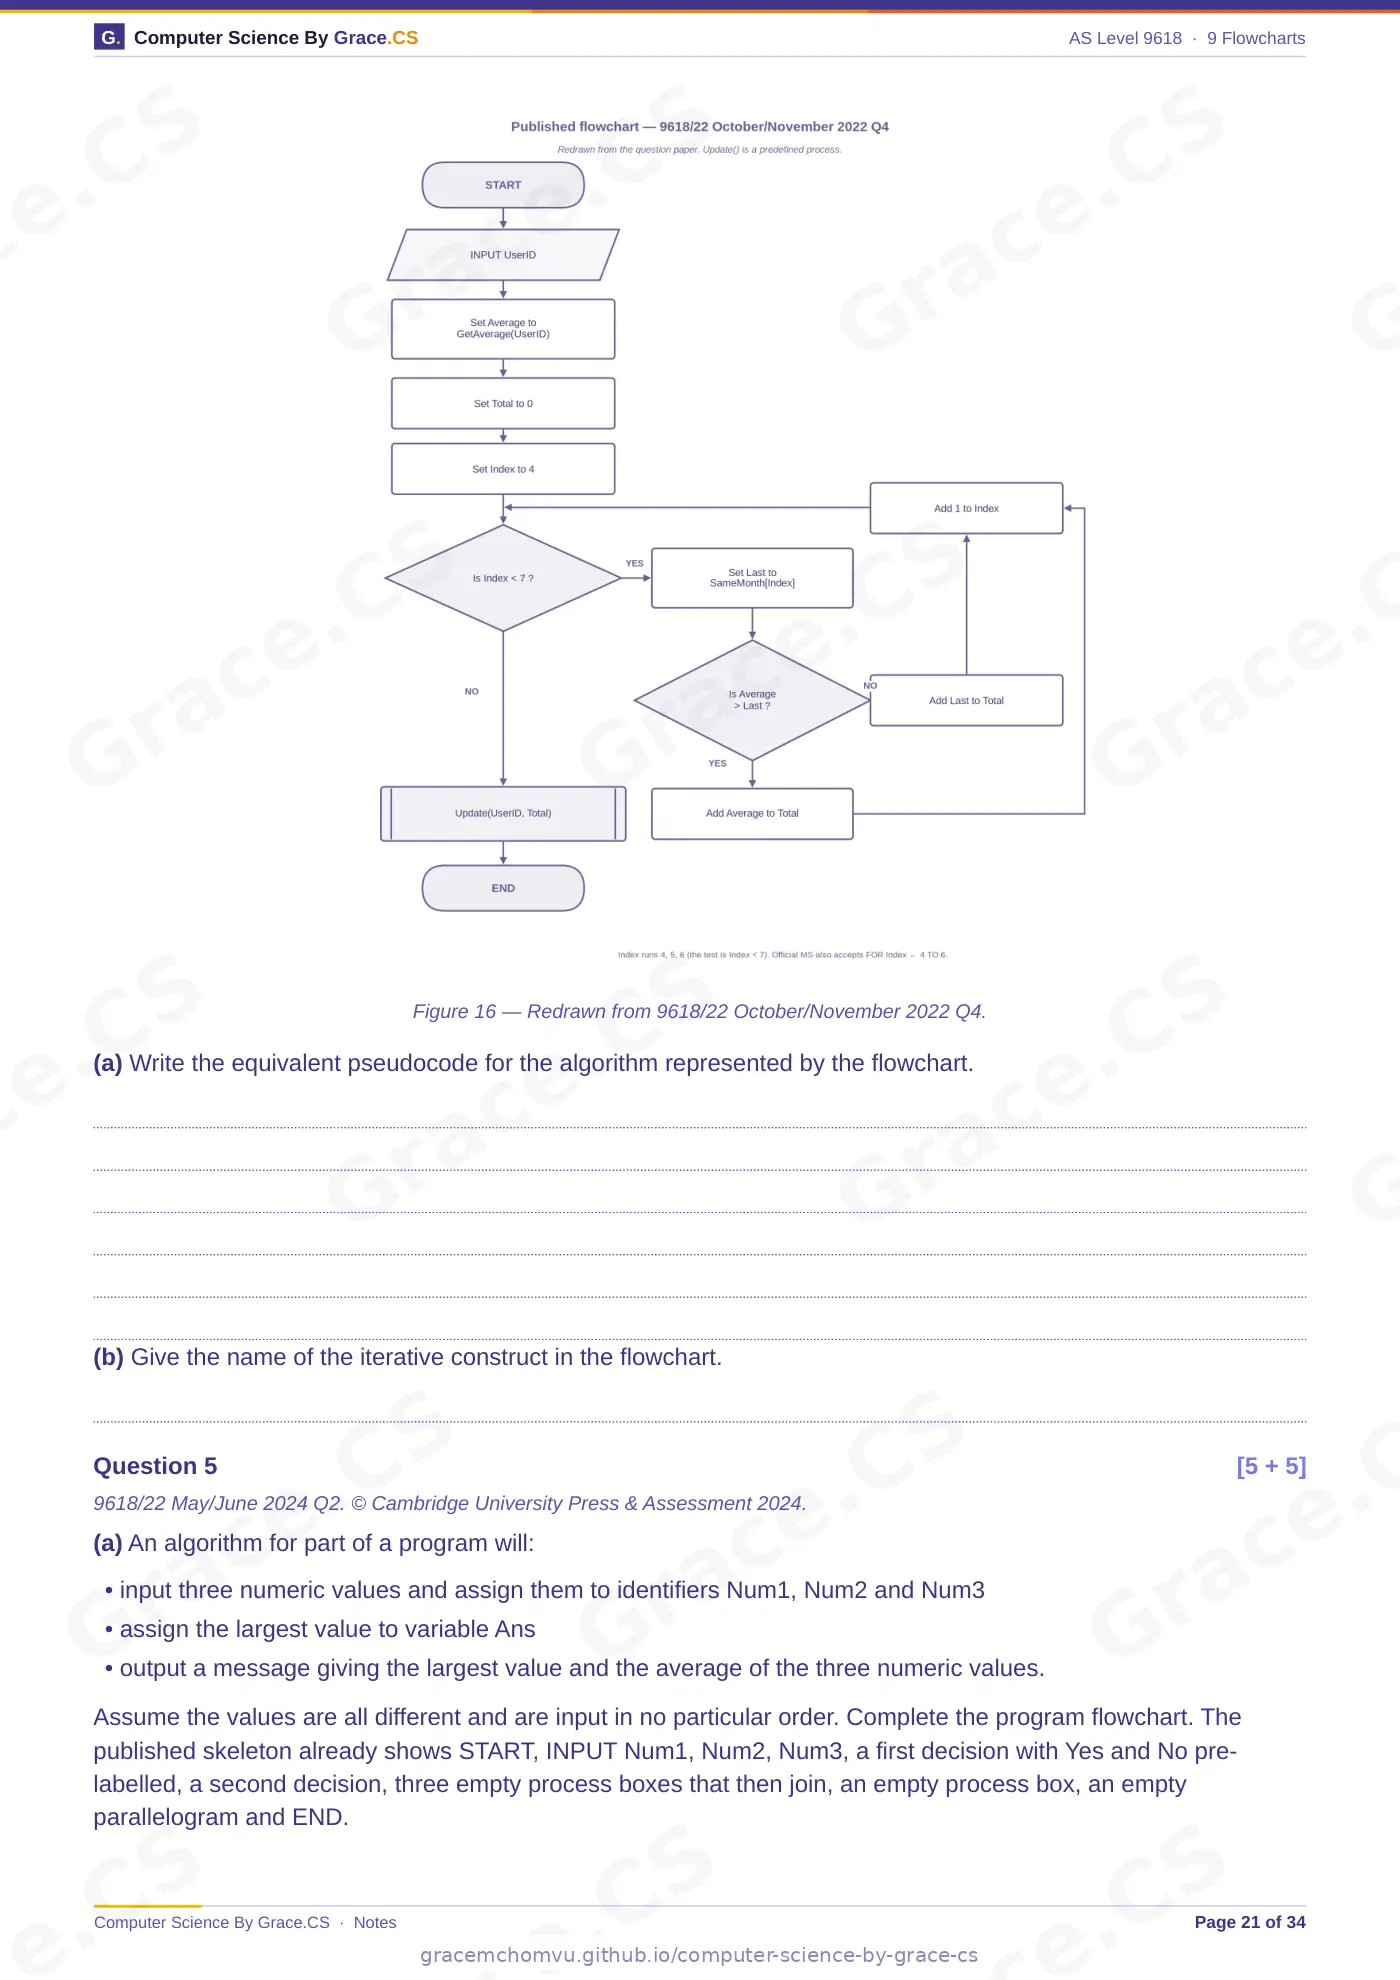 G. Computer Science By Grace.CS
AS Level 9618 · 9 Flowcharts
Published flowchart — 9618/22 October/November 2022 Q4
Redrawn from the question paper. Update() is a predefined process.
START
INPUT UserID
Set Average to
GetAverage(UserID)
Set Total to 0
Set Index to 4
Add 1 to Index
Is Index < 7 ?
YES
Set Last to
SameMonth[Index]
NO
Is Average
> Last ?
NO
Add Last to Total
YES
Update(UserID, Total)
Add Average to Total
END
Index runs 4, 5, 6 (the test is Index < 7). Official MS also accepts FOR Index ← 4 TO 6.
Figure 16 — Redrawn from 9618/22 October/November 2022 Q4.
(a) Write the equivalent pseudocode for the algorithm represented by the flowchart.
(b) Give the name of the iterative construct in the flowchart.
Question 5
[5 + 5]
9618/22 May/June 2024 Q2. © Cambridge University Press & Assessment 2024.
(a) An algorithm for part of a program will:
• input three numeric values and assign them to identifiers Num1, Num2 and Num3
• assign the largest value to variable Ans
• output a message giving the largest value and the average of the three numeric values.
Assume the values are all different and are input in no particular order. Complete the program flowchart. The
published skeleton already shows START, INPUT Num1, Num2, Num3, a first decision with Yes and No pre-
labelled, a second decision, three empty process boxes that then join, an empty process box, an empty
parallelogram and END.
Computer Science By Grace.CS · Notes
Page 21 of 34
gracemchomvu.github.io/computer-science-by-grace-cs